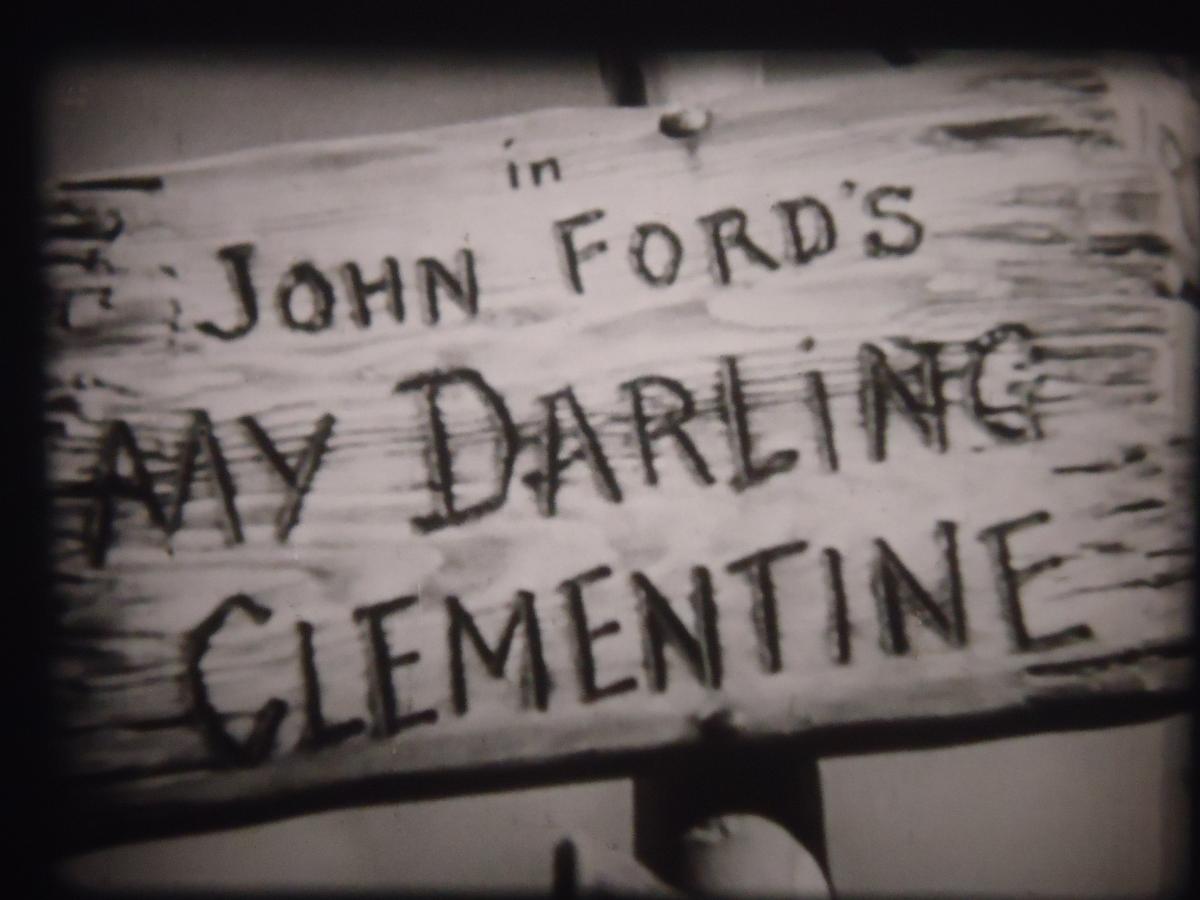 in
JOHN FORD'S
MY DARLiNG
CLEMENTINE